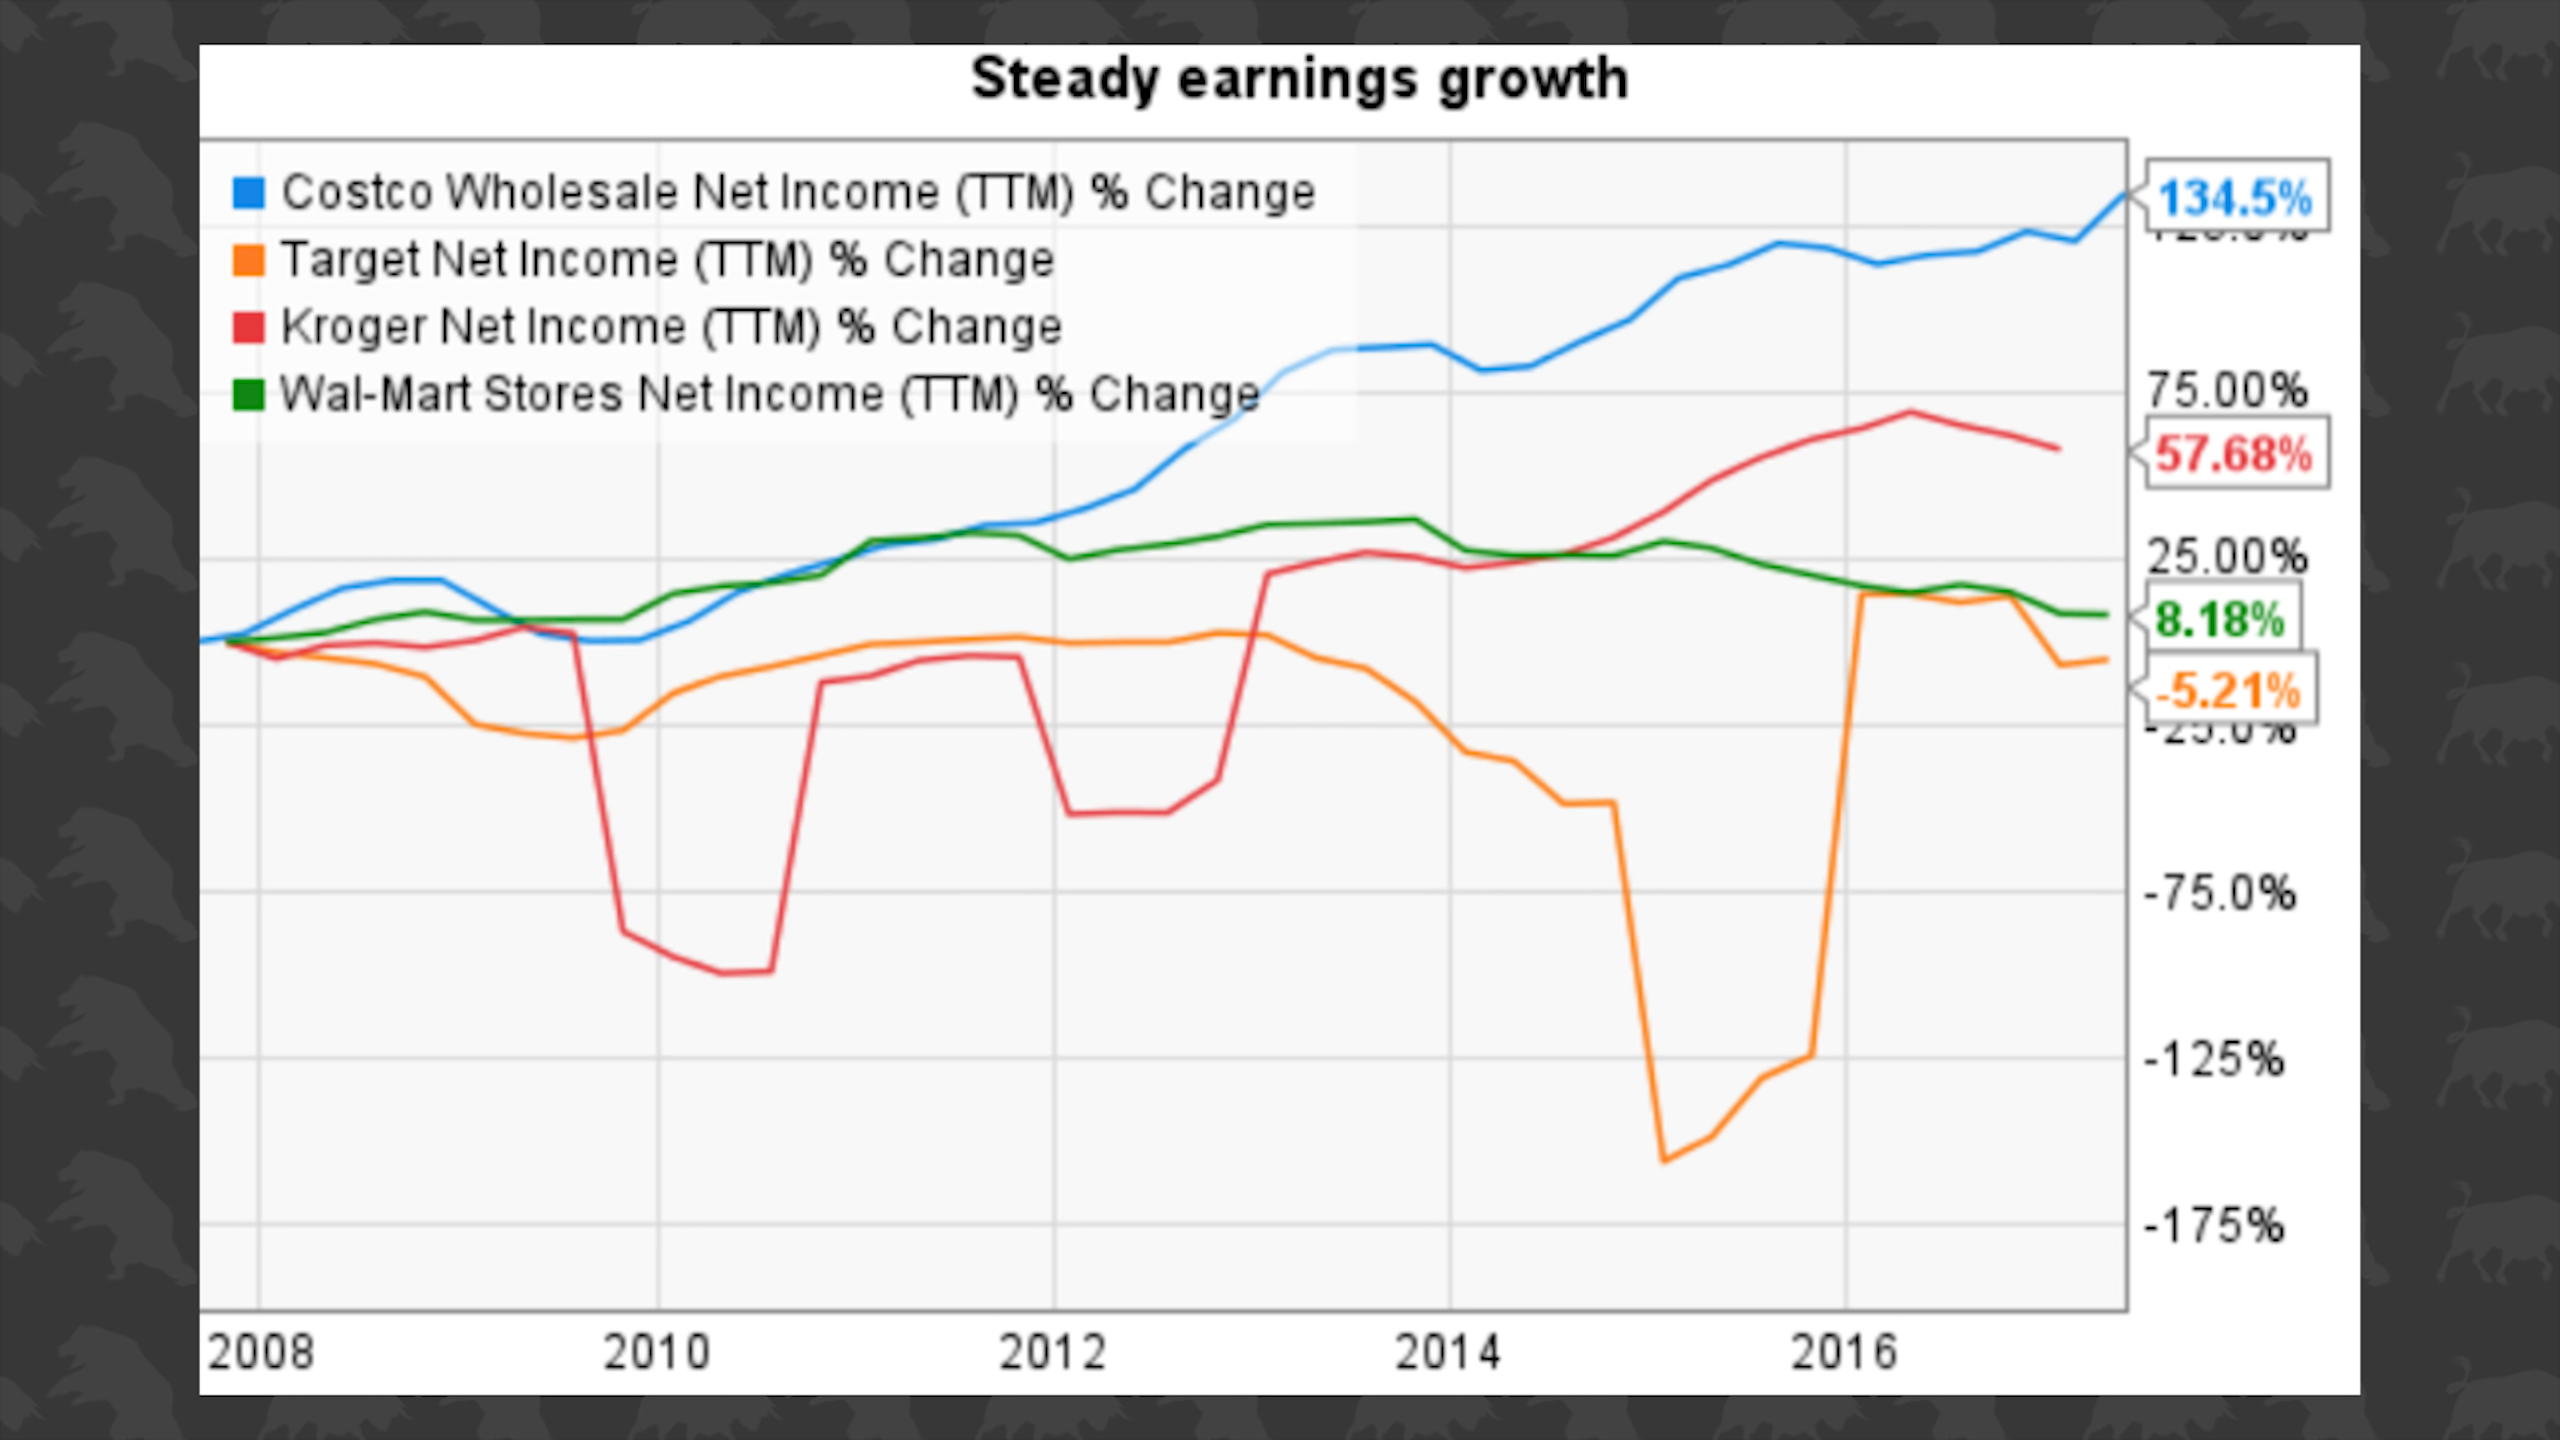 Steady earnings growth
Costco Wholesale Net Income (TTM) % Change
Target Net Income (TTM) % Change
Kroger Net Income (TTM) % Change
Wal-Mart Stores Net Income (TTM) % Change
134.5%
75.00%
57.68%
25.00%
8.18%
-5.21%
-25.0%
-75.0%
-125%
-175%
2008 2010 2012 2014 2016